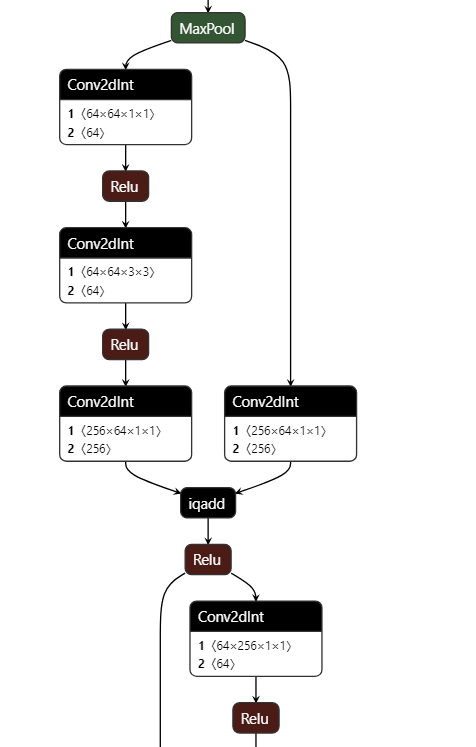 MaxPool
Conv2dInt
1 〈64×64×1×1〉
2 〈64〉
Relu
Conv2dInt
1 〈64×64×3×3〉
2 〈64〉
Relu
Conv2dInt
1 〈256×64×1×1〉
2 〈256〉
Conv2dInt
1 〈256×64×1×1〉
2 〈256〉
iqadd
Relu
Conv2dInt
1 〈64×256×1×1〉
2 〈64〉
Relu